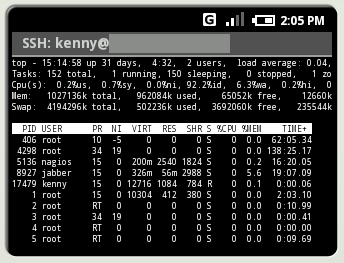 G 2:05 PM
SSH: kenny@
top - 15:14:58 up 31 days,  4:32,  2 users,  load average: 0.04,
Tasks: 152 total,   1 running, 150 sleeping,   0 stopped,   1 zo
Cpu(s):  0.2%us,  0.7%sy,  0.0%ni, 92.2%id,  6.3%wa,  0.2%hi,  0
Mem:   1027136k total,   962084k used,    65052k free,    12660k
Swap:  4194296k total,   502236k used,  3692060k free,   235544k
PID USER      PR  NI  VIRT  RES  SHR S %CPU %MEM    TIME+
406 root      10  -5     0    0    0 S    0  0.0  62:05.34
4298 root      34  19     0    0    0 S    0  0.0 138:25.17
5136 nagios    15   0  200m 2540 1824 S    0  0.2  16:20.05
8927 jabber    15   0  326m  56m 2988 S    0  5.6  19:07.09
17479 kenny     15   0 12716 1084  784 R    0  0.1   0:00.06
1 root      15   0 10304  412  380 S    0  0.0   2:03.10
2 root      RT   0     0    0    0 S    0  0.0   0:10.99
3 root      34  19     0    0    0 S    0  0.0   0:00.41
4 root      RT   0     0    0    0 S    0  0.0   0:00.00
5 root      RT   0     0    0    0 S    0  0.0   0:09.69